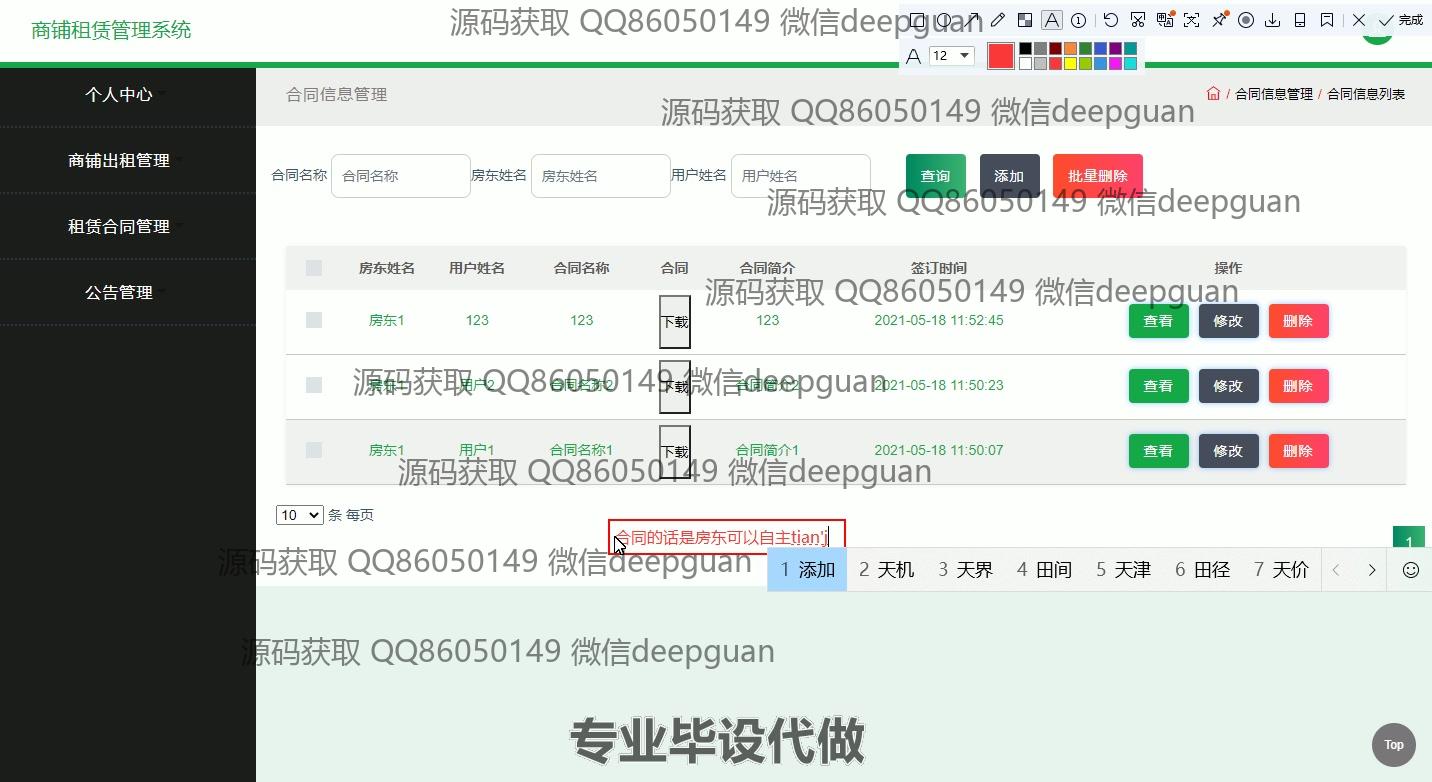 商铺租赁管理系统
源码获取 QQ86050149 微信deepguan
完成
A 12
个人中心
商铺出租管理
租赁合同管理
公告管理
合同信息管理
/ 合同信息管理 / 合同信息列表
源码获取 QQ86050149 微信deepguan
合同名称 合同名称 房东姓名 房东姓名 用户姓名 用户姓名 查询 添加 批量删除
源码获取 QQ86050149 微信deepguan
房东姓名 用户姓名 合同名称 合同 合同简介 签订时间 操作
源码获取 QQ86050149 微信deepguan
房东1 123 123 下载 123 2021-05-18 11:52:45 查看 修改 删除
房东1 用户2 合同名称2 下载 合同简介2 2021-05-18 11:50:23 查看 修改 删除
源码获取 QQ86050149 微信deepguan
房东1 用户1 合同名称1 下载 合同简介1 2021-05-18 11:50:07 查看 修改 删除
源码获取 QQ86050149 微信deepguan
10 条 每页
合同的话是房东可以自主tian'j
1
源码获取 QQ86050149 微信deepguan
1 添加 2 天机 3 天界 4 田间 5 天津 6 田径 7 天价
源码获取 QQ86050149 微信deepguan
专业毕设代做
Top